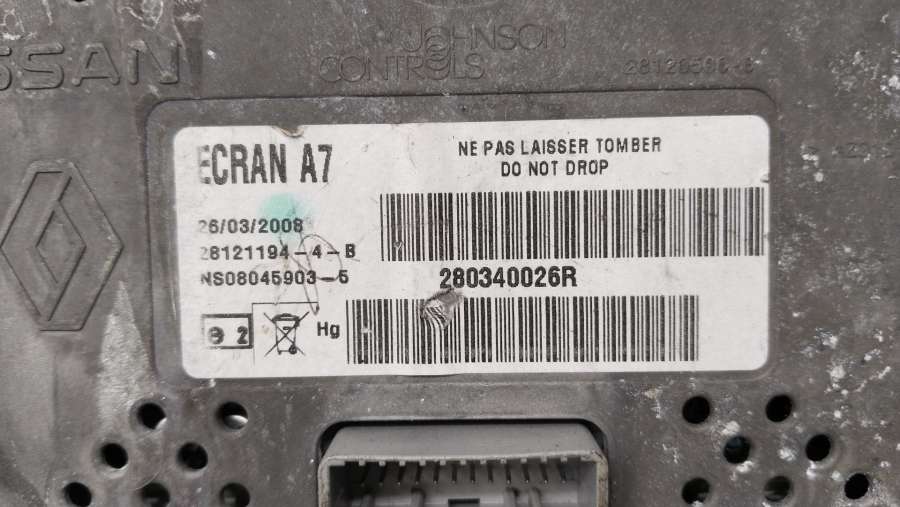 SSAN
JOHNSON
CONTROLS
ECRAN A7
NE PAS LAISSER TOMBER
DO NOT DROP
26/03/2008
28121194-4-B
NS08045903-5
280340026R
2
Hg